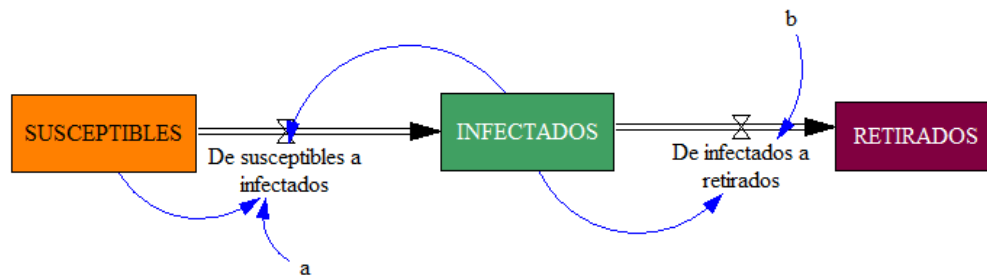 b
SUSCEPTIBLES
INFECTADOS
RETIRADOS
De susceptibles a
infectados
De infectados a
retirados
a